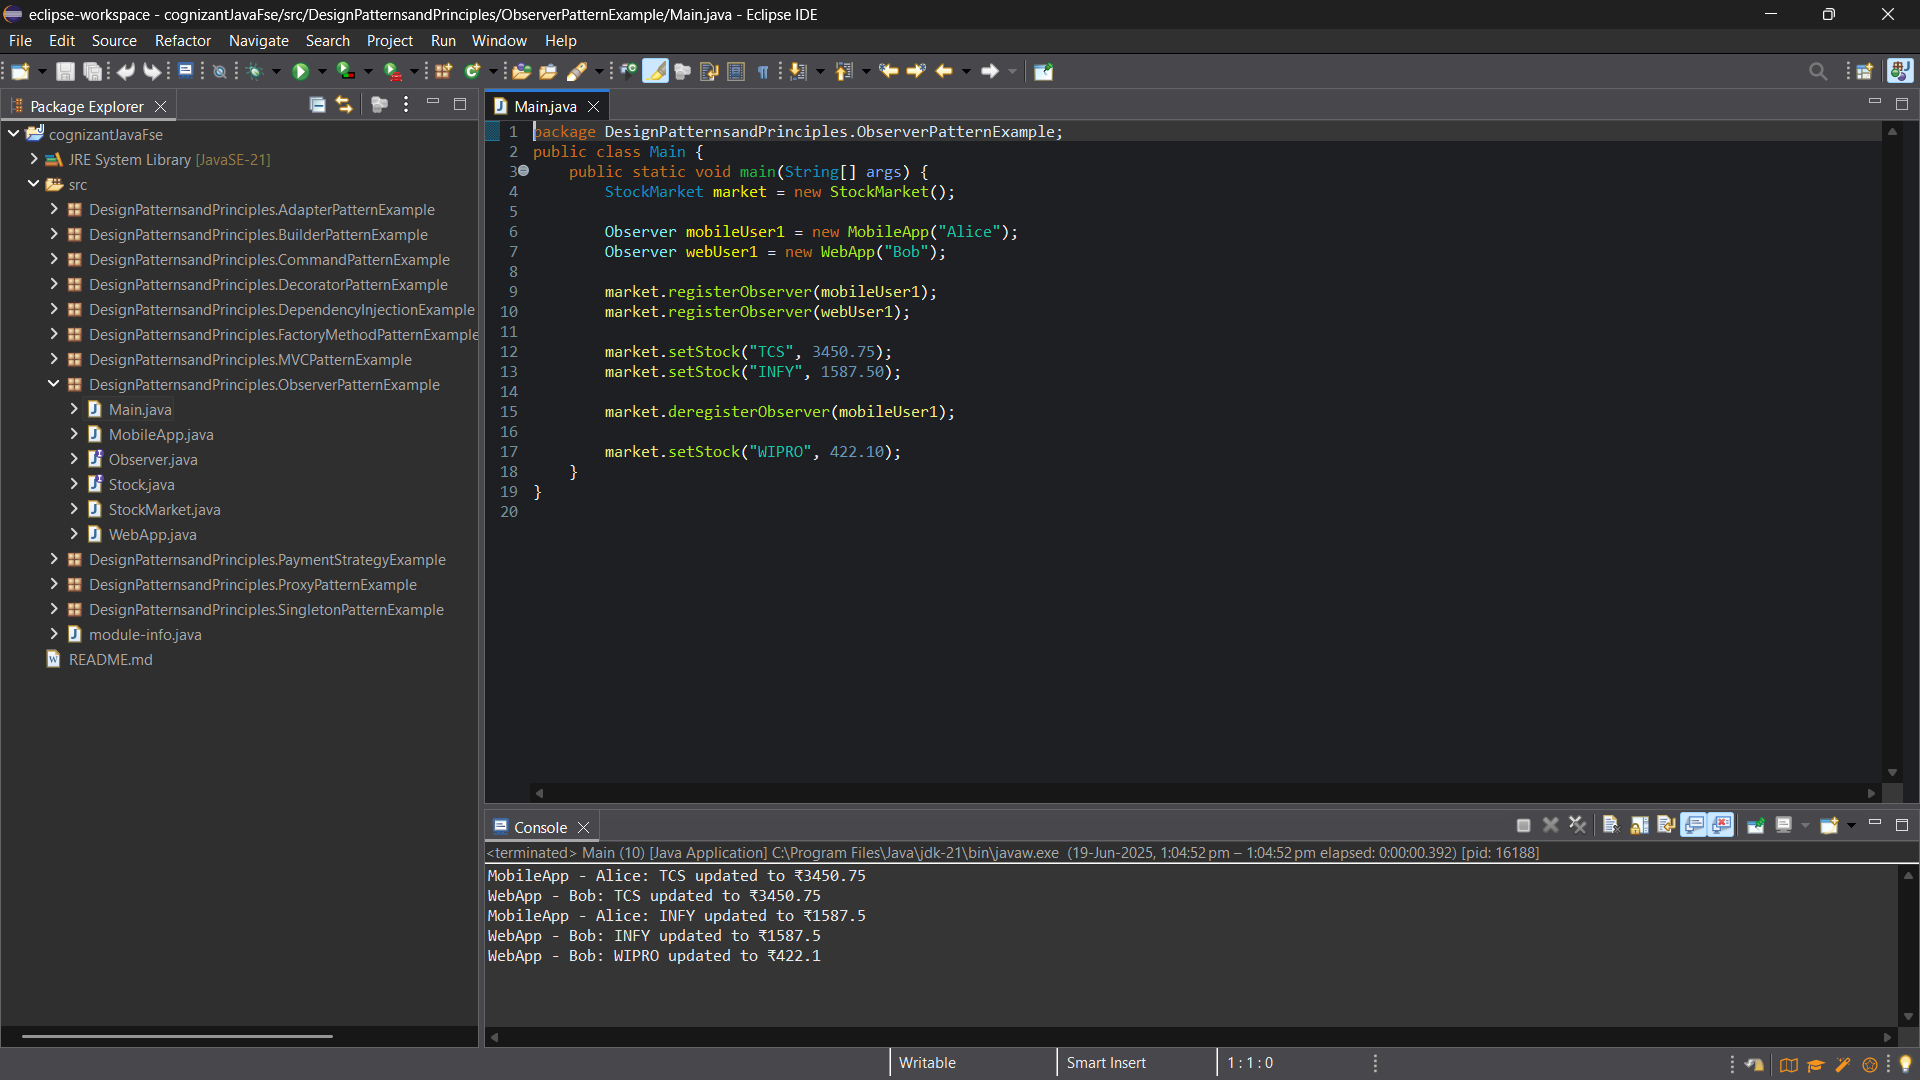 eclipse-workspace - cognizantJavaFse/src/DesignPatternsandPrinciples/ObserverPatternExample/Main.java - Eclipse IDE
File Edit Source Refactor Navigate Search Project Run Window Help
Package Explorer
cognizantJavaFse
JRE System Library [JavaSE-21]
src
DesignPatternsandPrinciples.AdapterPatternExample
DesignPatternsandPrinciples.BuilderPatternExample
DesignPatternsandPrinciples.CommandPatternExample
DesignPatternsandPrinciples.DecoratorPatternExample
DesignPatternsandPrinciples.DependencyInjectionExample
DesignPatternsandPrinciples.FactoryMethodPatternExample
DesignPatternsandPrinciples.MVCPatternExample
DesignPatternsandPrinciples.ObserverPatternExample
Main.java
MobileApp.java
Observer.java
Stock.java
StockMarket.java
WebApp.java
DesignPatternsandPrinciples.PaymentStrategyExample
DesignPatternsandPrinciples.ProxyPatternExample
DesignPatternsandPrinciples.SingletonPatternExample
module-info.java
README.md
Main.java
1 package DesignPatternsandPrinciples.ObserverPatternExample;
2 public class Main {
3     public static void main(String[] args) {
4         StockMarket market = new StockMarket();
5
6         Observer mobileUser1 = new MobileApp("Alice");
7         Observer webUser1 = new WebApp("Bob");
8
9         market.registerObserver(mobileUser1);
10         market.registerObserver(webUser1);
11
12         market.setStock("TCS", 3450.75);
13         market.setStock("INFY", 1587.50);
14
15         market.deregisterObserver(mobileUser1);
16
17         market.setStock("WIPRO", 422.10);
18     }
19 }
20
Console
<terminated> Main (10) [Java Application] C:\Program Files\Java\jdk-21\bin\javaw.exe (19-Jun-2025, 1:04:52 pm – 1:04:52 pm elapsed: 0:00:00.392) [pid: 16188]
MobileApp - Alice: TCS updated to ₹3450.75
WebApp - Bob: TCS updated to ₹3450.75
MobileApp - Alice: INFY updated to ₹1587.5
WebApp - Bob: INFY updated to ₹1587.5
WebApp - Bob: WIPRO updated to ₹422.1
Writable Smart Insert 1 : 1 : 0